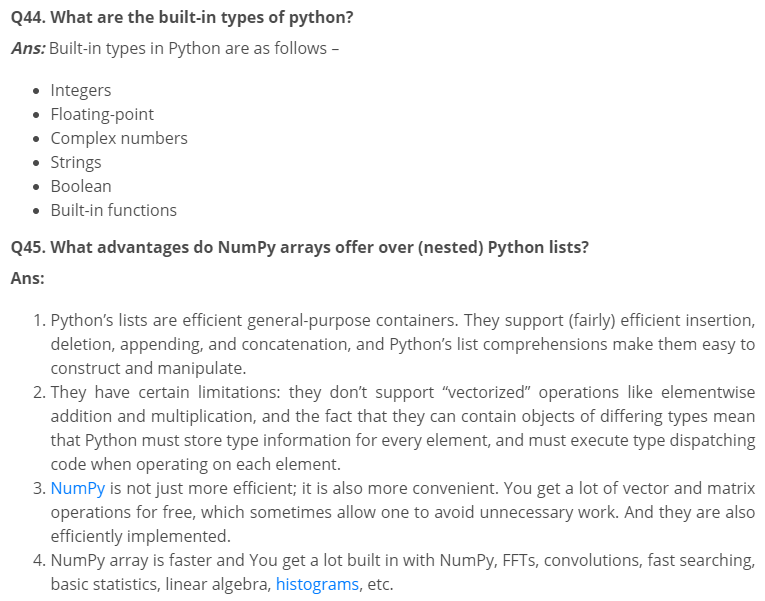 Q44. What are the built-in types of python?
Ans: Built-in types in Python are as follows –
• Integers
• Floating-point
• Complex numbers
• Strings
• Boolean
• Built-in functions
Q45. What advantages do NumPy arrays offer over (nested) Python lists?
Ans:
1. Python’s lists are efficient general-purpose containers. They support (fairly) efficient insertion,
deletion, appending, and concatenation, and Python’s list comprehensions make them easy to
construct and manipulate.
2. They have certain limitations: they don’t support “vectorized” operations like elementwise
addition and multiplication, and the fact that they can contain objects of differing types mean
that Python must store type information for every element, and must execute type dispatching
code when operating on each element.
3. NumPy is not just more efficient; it is also more convenient. You get a lot of vector and matrix
operations for free, which sometimes allow one to avoid unnecessary work. And they are also
efficiently implemented.
4. NumPy array is faster and You get a lot built in with NumPy, FFTs, convolutions, fast searching,
basic statistics, linear algebra, histograms, etc.